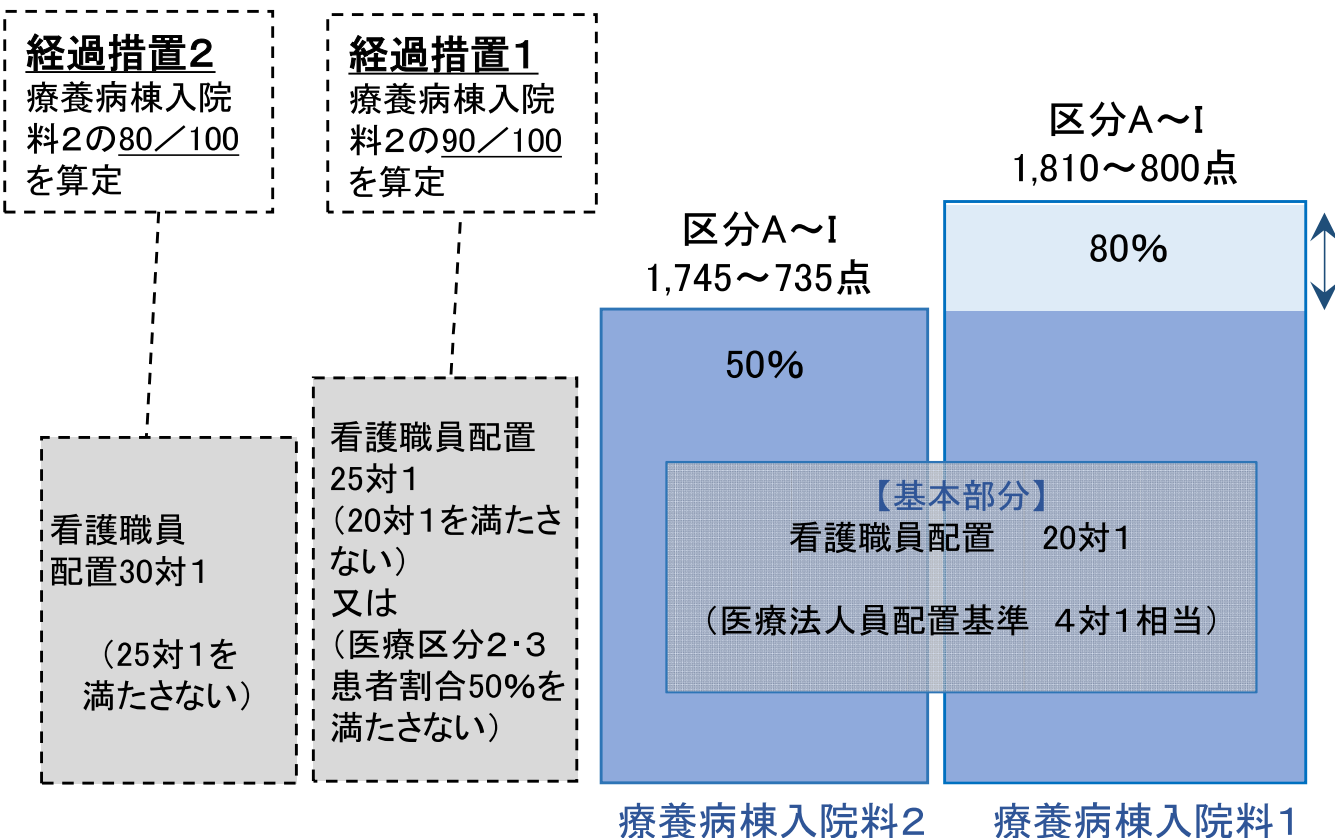 経過措置2
療養病棟入院
料2の80／100
を算定
経過措置1
療養病棟入院
料2の90／100
を算定
区分A～I
1,745～735点
区分A～I
1,810～800点
80%
50%
看護職員
配置30対1
（25対1を
満たさない）
看護職員配置
25対1
（20対1を満たさ
ない）
又は
（医療区分2・3
患者割合50%を
満たさない）
【基本部分】
看護職員配置　20対1
（医療法人員配置基準　4対1相当）
療養病棟入院料2
療養病棟入院料1